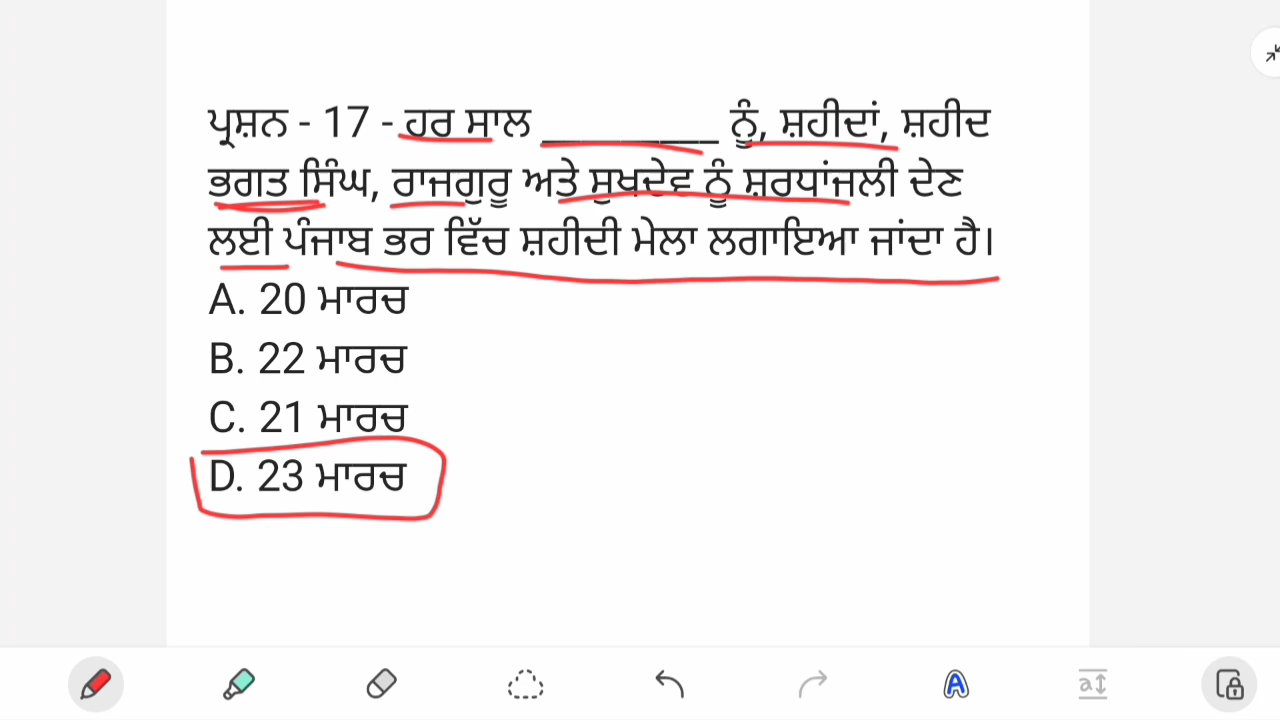 ਪ੍ਰਸ਼ਨ - 17 - ਹਰ ਸਾਲ ________ ਨੂੰ, ਸ਼ਹੀਦਾਂ, ਸ਼ਹੀਦ
ਭਗਤ ਸਿੰਘ, ਰਾਜਗੁਰੂ ਅਤੇ ਸੁਖਦੇਵ ਨੂੰ ਸ਼ਰਧਾਂਜਲੀ ਦੇਣ
ਲਈ ਪੰਜਾਬ ਭਰ ਵਿੱਚ ਸ਼ਹੀਦੀ ਮੇਲਾ ਲਗਾਇਆ ਜਾਂਦਾ ਹੈ।
A. 20 ਮਾਰਚ
B. 22 ਮਾਰਚ
C. 21 ਮਾਰਚ
D. 23 ਮਾਰਚ
A a